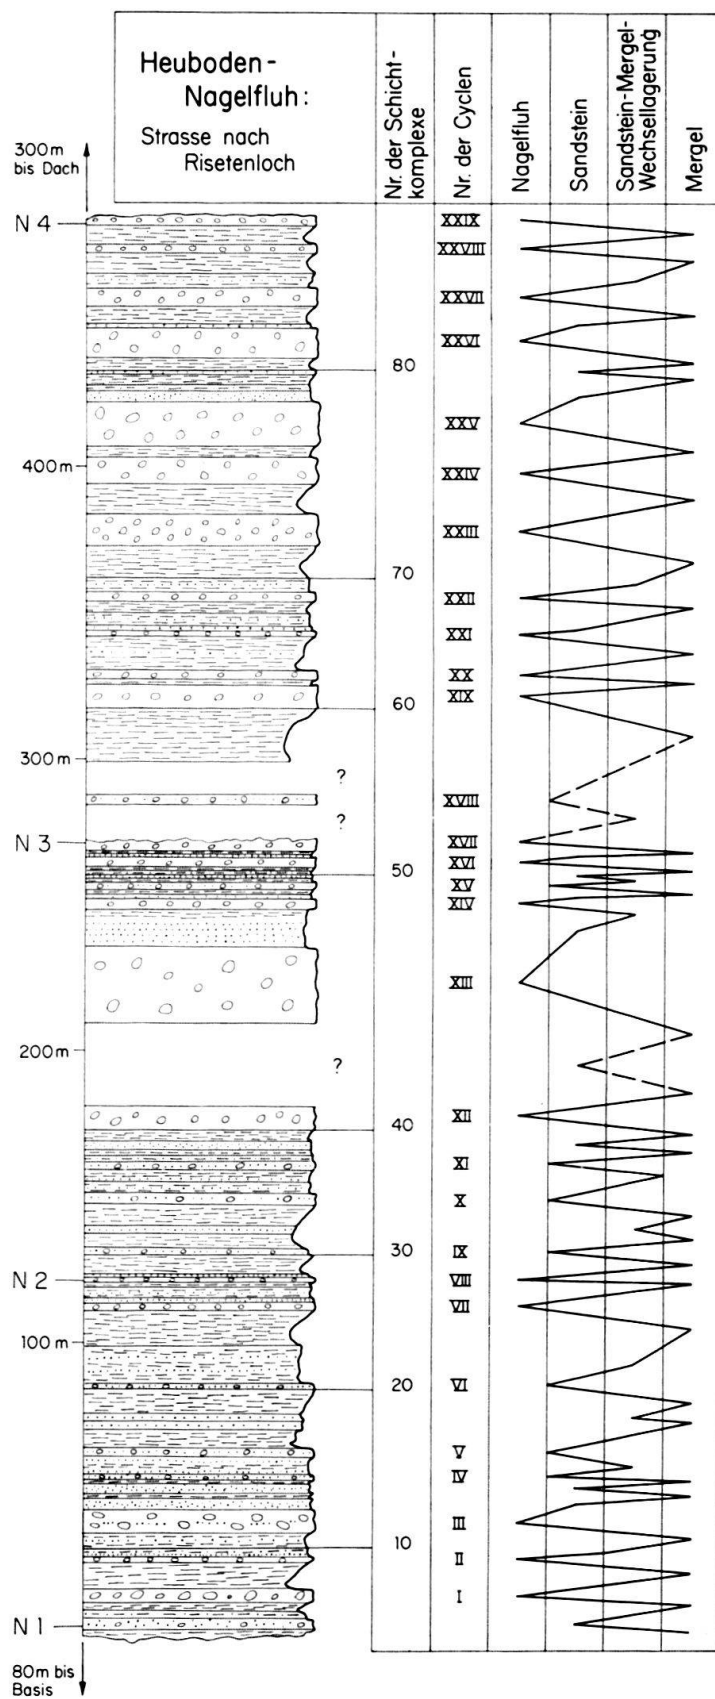 Heuboden-
Nagelfluh:
Strasse nach
Risetenloch
Nr. der Schicht-
komplexe
Nr. der Cyclen
Nagelfluh
Sandstein
Sandstein-Mergel-
Wechsellagerung
Mergel
300m
bis Dach
N 4
XXIX
XXVIII
XXVII
XXVI
80
XXV
400m
XXIV
XXIII
70
XXII
XXI
XX
XIX
60
300m
?
XVIII
?
N 3
XVII
XVI
50
XV
XIV
XIII
200m
?
XII
40
XI
X
30
IX
N 2
VIII
VII
100m
20
VI
V
IV
III
10
II
I
N 1
80m bis
Basis